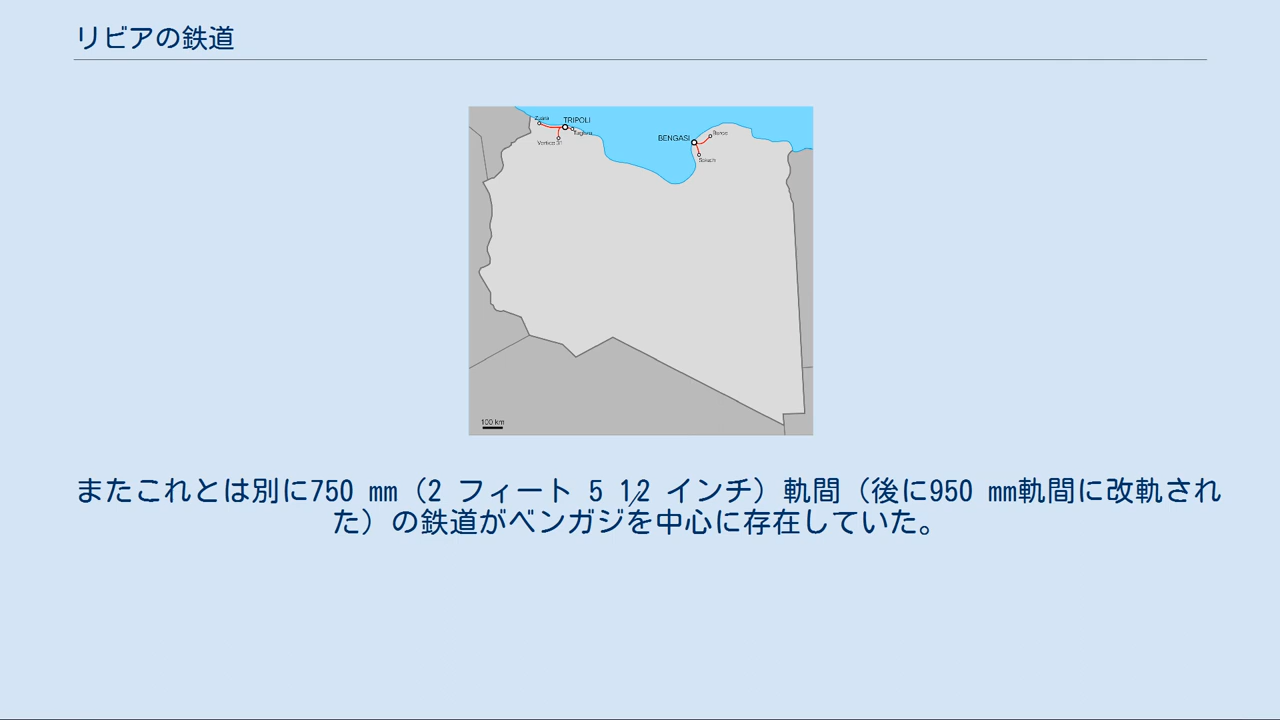 リビアの鉄道
Zuara
TRIPOLI
Tagiura
Vertice 31
BENGASI
Barce
Soluch
100 km
またこれとは別に750 mm（2 フィート 5 1⁄2 インチ）軌間（後に950 mm軌間に改軌され
た）の鉄道がベンガジを中心に存在していた。